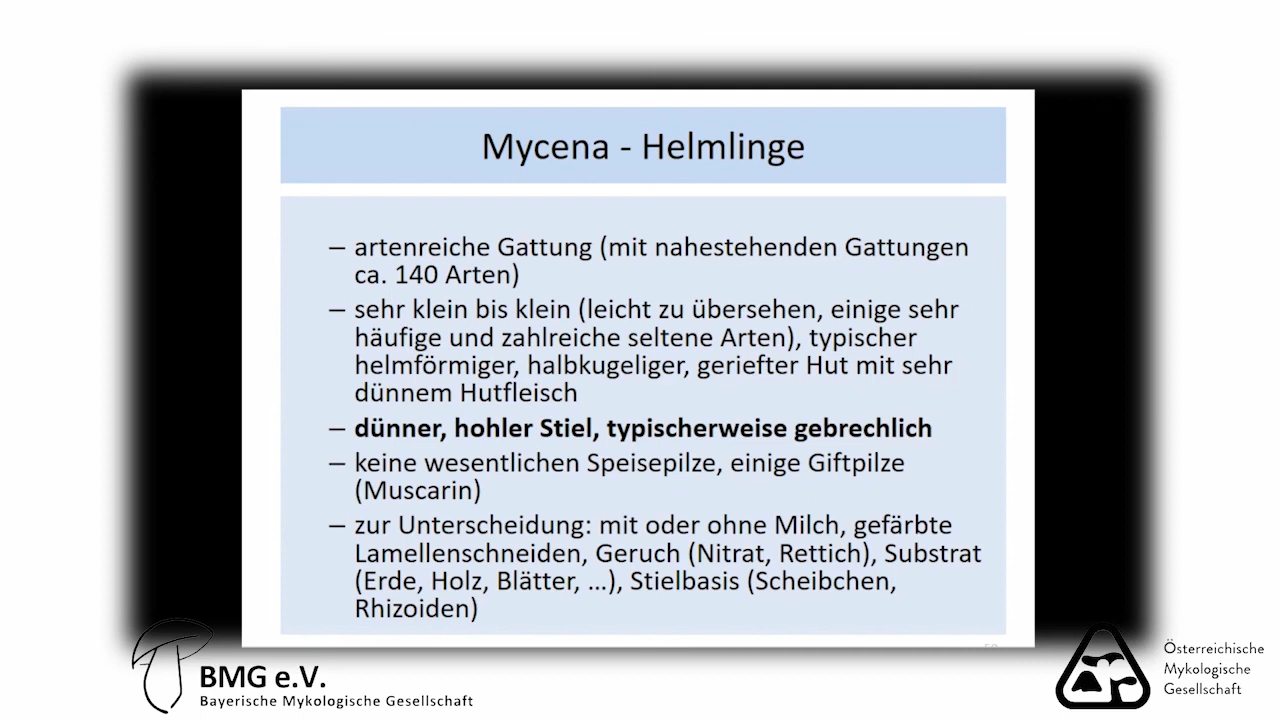 Mycena - Helmlinge
– artenreiche Gattung (mit nahestehenden Gattungen
ca. 140 Arten)
– sehr klein bis klein (leicht zu übersehen, einige sehr
häufige und zahlreiche seltene Arten), typischer
helmförmiger, halbkugeliger, geriefter Hut mit sehr
dünnem Hutfleisch
– dünner, hohler Stiel, typischerweise gebrechlich
– keine wesentlichen Speisepilze, einige Giftpilze
(Muscarin)
– zur Unterscheidung: mit oder ohne Milch, gefärbte
Lamellenschneiden, Geruch (Nitrat, Rettich), Substrat
(Erde, Holz, Blätter, …), Stielbasis (Scheibchen,
Rhizoiden)
BMG e.V.
Bayerische Mykologische Gesellschaft
Österreichische
Mykologische
Gesellschaft